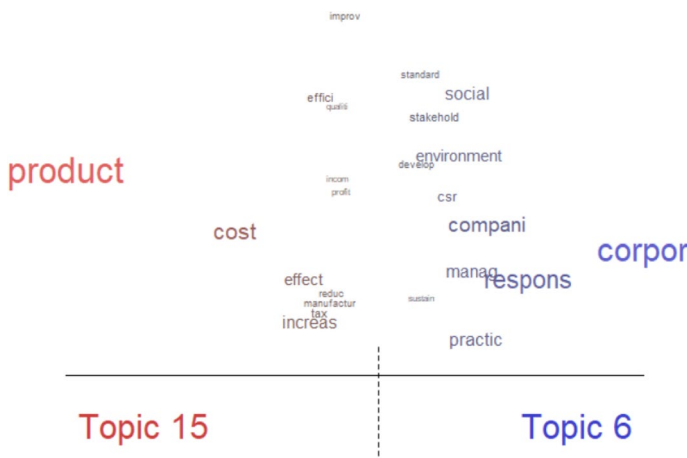 improv
standard
effici
social
qualiti
stakehold
environment
product
develop
incom
profit
csr
cost
compani
corpor
manag
effect
respons
reduc
sustain
manufactur
tax
increas
practic
Topic 15
Topic 6